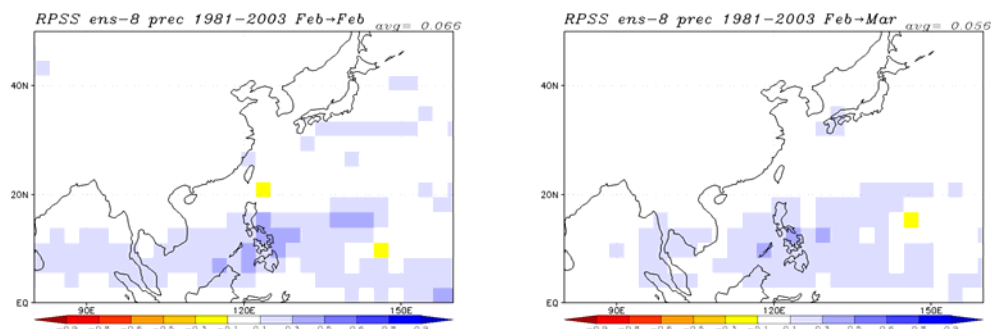 RPSS ens-8 prec 1981-2003 Feb→Feb
avg= 0.066
40N
20N
EQ
90E 120E 150E
RPSS ens-8 prec 1981-2003 Feb→Mar
avg= 0.056
40N
20N
EQ
90E 120E 150E